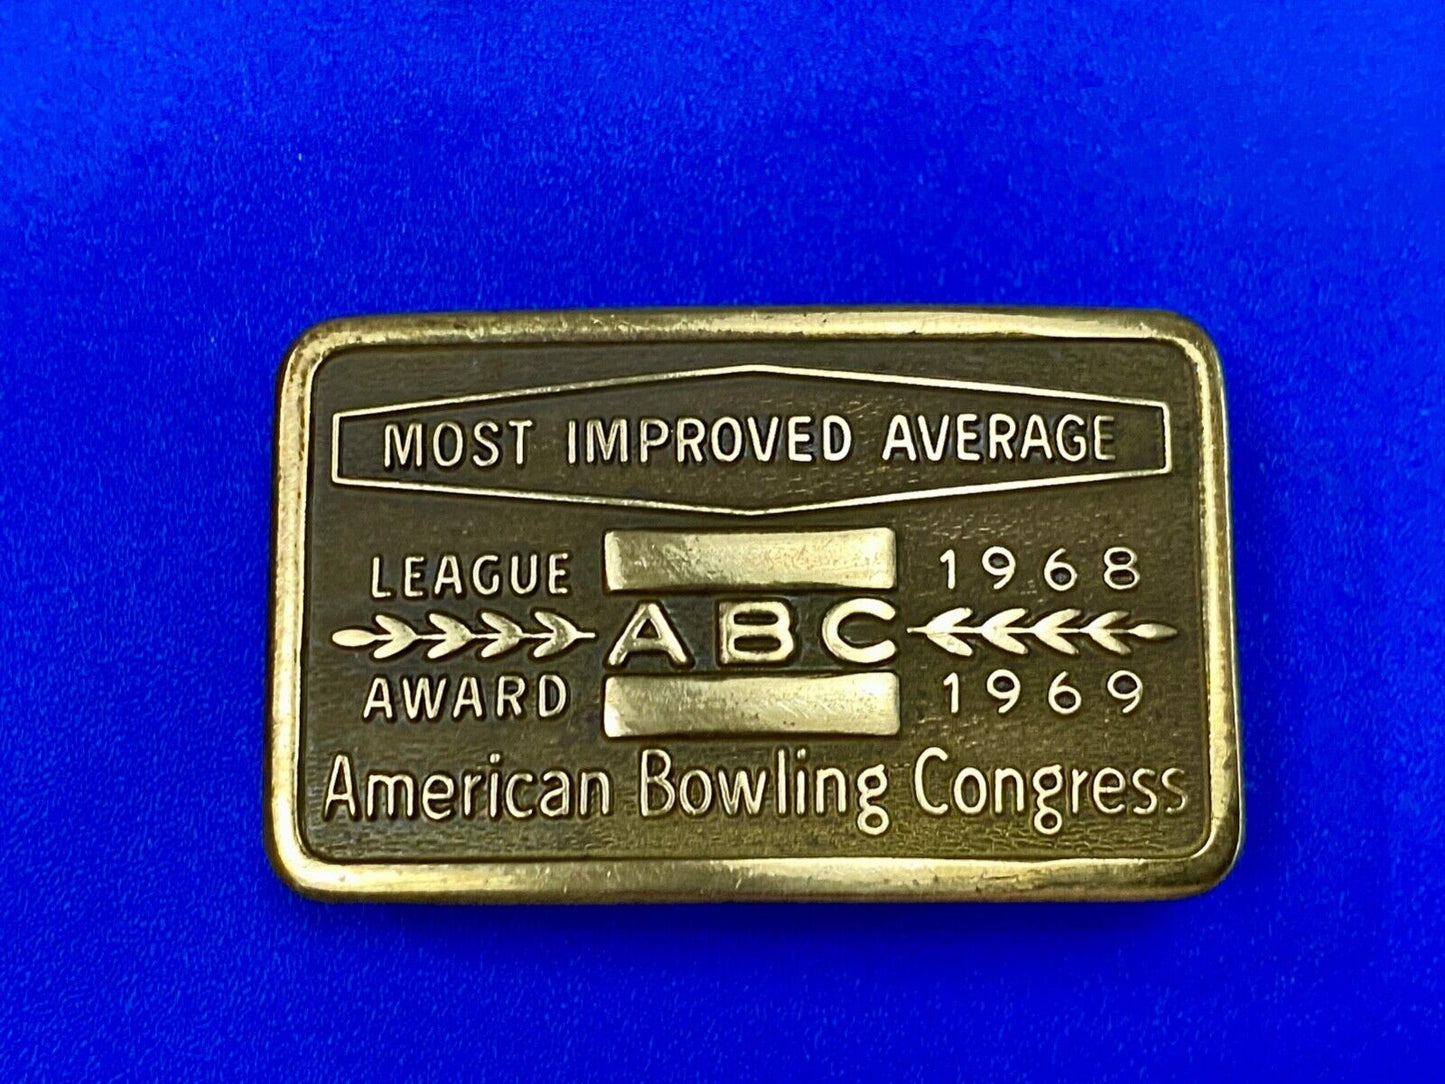 MOST IMPROVED AVERAGE
LEAGUE 1968
ABC
AWARD 1969
American Bowling Congress